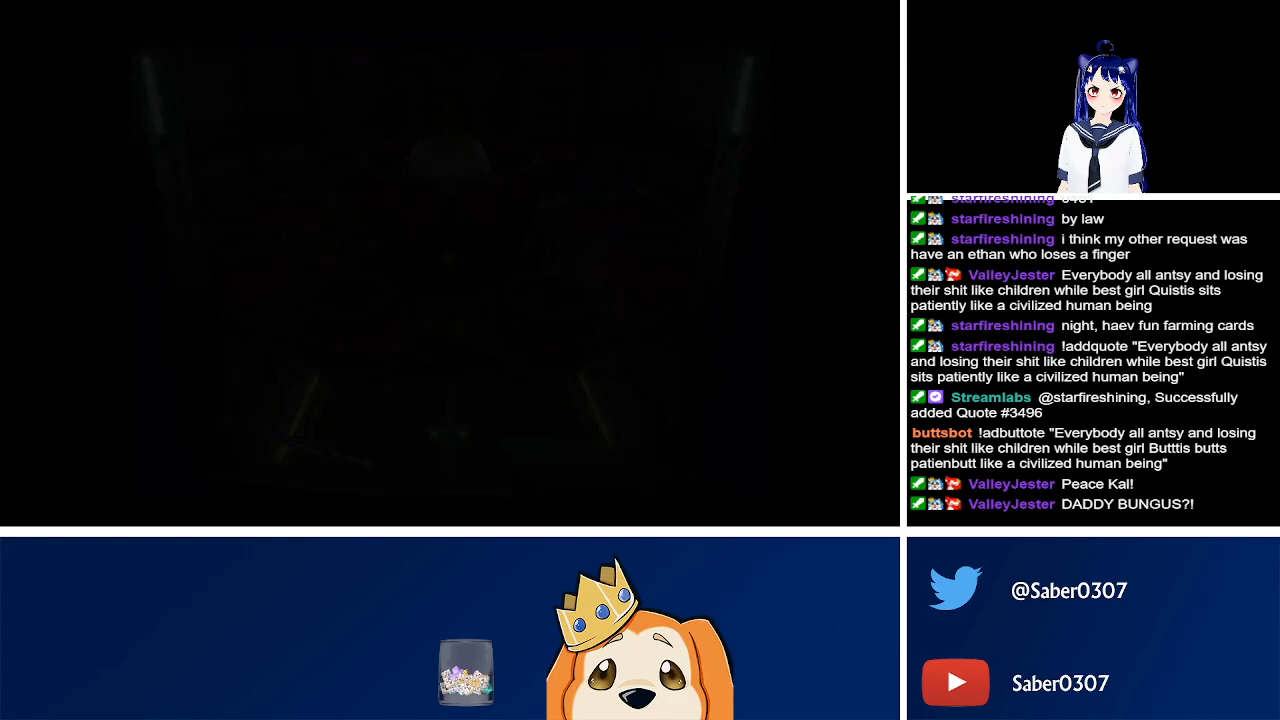 starfireshining
starfireshining by law
starfireshining i think my other request was
have an ethan who loses a finger
ValleyJester Everybody all antsy and losing
their shit like children while best girl Quistis sits
patiently like a civilized human being
starfireshining night, haev fun farming cards
starfireshining !addquote "Everybody all antsy
and losing their shit like children while best girl Quistis
sits patiently like a civilized human being"
Streamlabs @starfireshining, Successfully
added Quote #3496
buttsbot !adbuttote "Everybody all antsy and losing
their shit like children while best girl Butttis butts
patienbutt like a civilized human being"
ValleyJester Peace Kal!
ValleyJester DADDY BUNGUS?!
@Saber0307
Saber0307